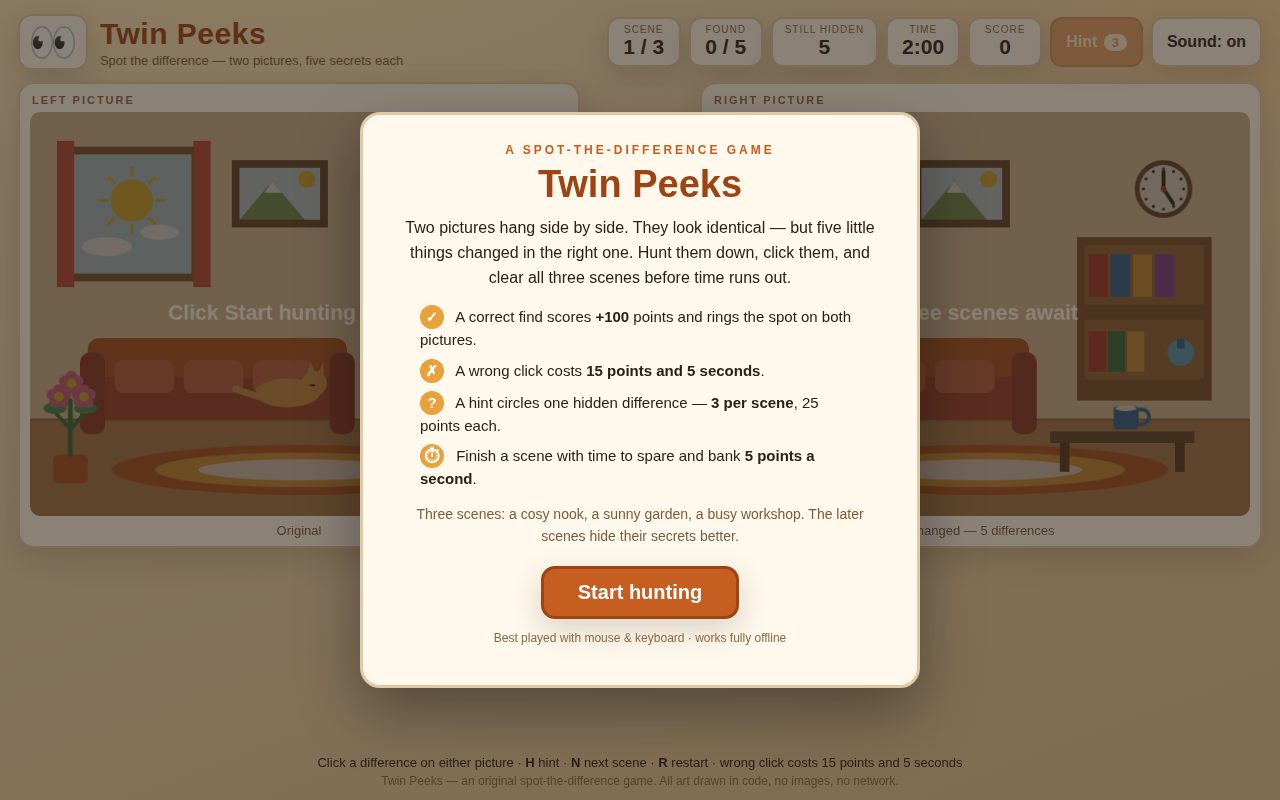 Twin Peeks
Spot the difference — two pictures, five secrets each
SCENE
1 / 3
FOUND
0 / 5
STILL HIDDEN
5
TIME
2:00
SCORE
0
Hint 3
Sound: on
LEFT PICTURE
RIGHT PICTURE
Click Start hunting
ee scenes await
Original
hanged — 5 differences
A SPOT-THE-DIFFERENCE GAME
Twin Peeks
Two pictures hang side by side. They look identical — but five little
things changed in the right one. Hunt them down, click them, and
clear all three scenes before time runs out.
✓ A correct find scores +100 points and rings the spot on both
pictures.
✗ A wrong click costs 15 points and 5 seconds.
? A hint circles one hidden difference — 3 per scene, 25
points each.
⏱ Finish a scene with time to spare and bank 5 points a
second.
Three scenes: a cosy nook, a sunny garden, a busy workshop. The later
scenes hide their secrets better.
Start hunting
Best played with mouse & keyboard · works fully offline
Click a difference on either picture · H hint · N next scene · R restart · wrong click costs 15 points and 5 seconds
Twin Peeks — an original spot-the-difference game. All art drawn in code, no images, no network.